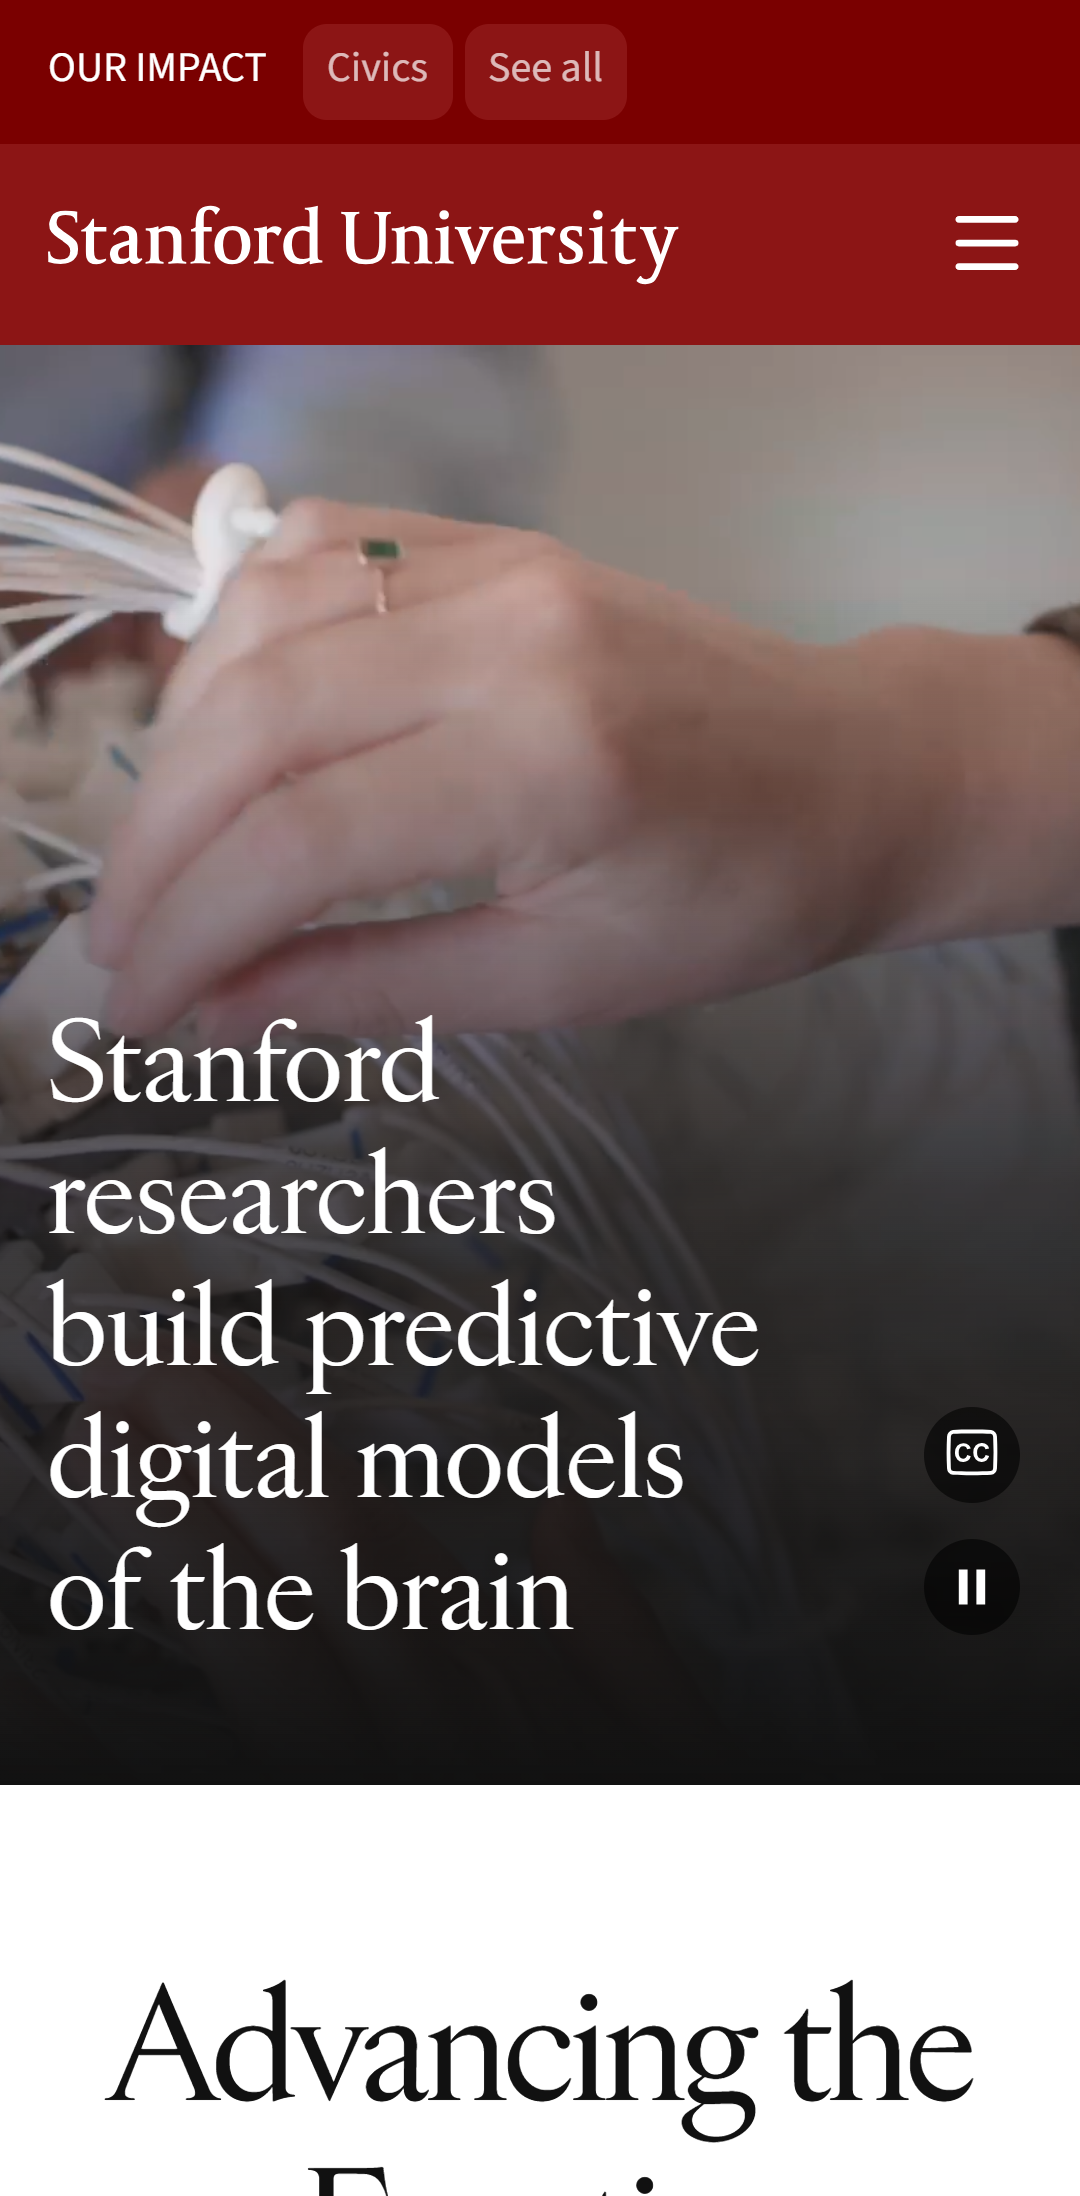 OUR IMPACT Civics See all
Stanford University
Stanford
researchers
build predictive
digital models
of the brain
CC
Advancing the